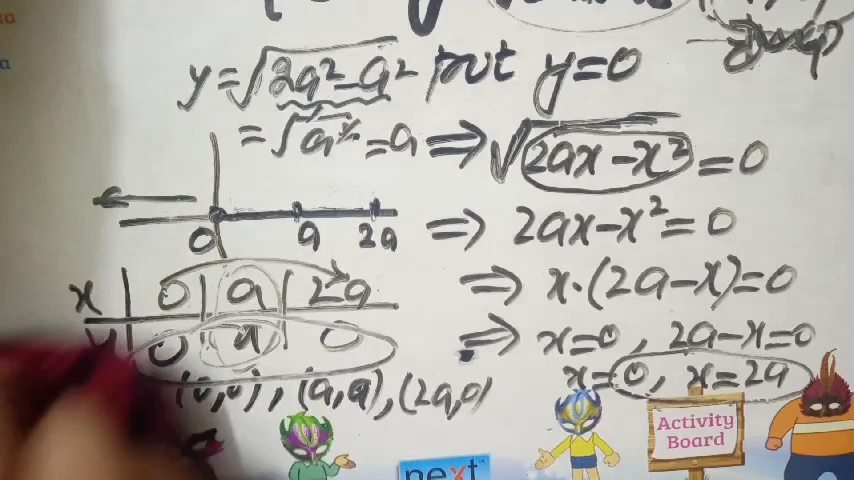 y=√2a²-a² put y=0
=√a² =a ⇒ √2ax-x² =0
0 a 2a
⇒ 2ax-x²=0
x 0 a 2a
⇒ x·(2a-x)=0
y 0 a 0
⇒ x=0, 2a-x=0
x=0, x=2a
(0,0), (a,a), (2a,0)
Activity
Board
next